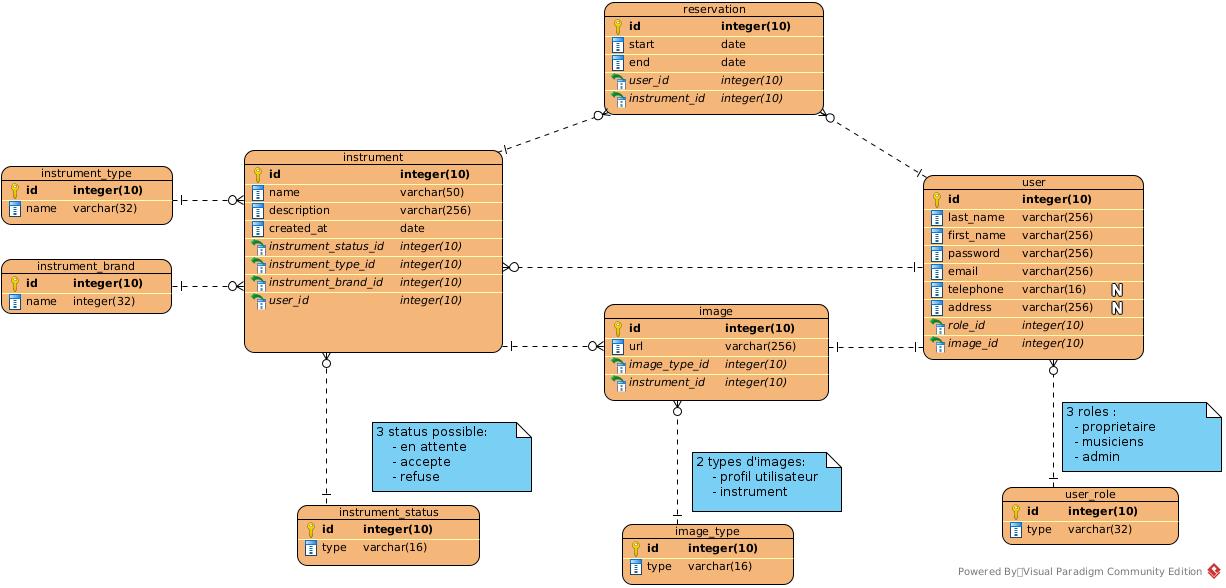 reservation
id integer(10)
start date
end date
user_id integer(10)
instrument_id integer(10)
instrument
id integer(10)
name varchar(50)
description varchar(256)
created_at date
instrument_status_id integer(10)
instrument_type_id integer(10)
instrument_brand_id integer(10)
user_id integer(10)
instrument_type
id integer(10)
name varchar(32)
instrument_brand
id integer(10)
name integer(32)
user
id integer(10)
last_name varchar(256)
first_name varchar(256)
password varchar(256)
email varchar(256)
telephone varchar(16) N
address varchar(256) N
role_id integer(10)
image_id integer(10)
image
id integer(10)
url varchar(256)
image_type_id integer(10)
instrument_id integer(10)
3 status possible:
- en attente
- accepte
- refuse
2 types d'images:
- profil utilisateur
- instrument
3 roles :
- proprietaire
- musiciens
- admin
instrument_status
id integer(10)
type varchar(16)
image_type
id integer(10)
type varchar(16)
user_role
id integer(10)
type varchar(32)
Powered By Visual Paradigm Community Edition